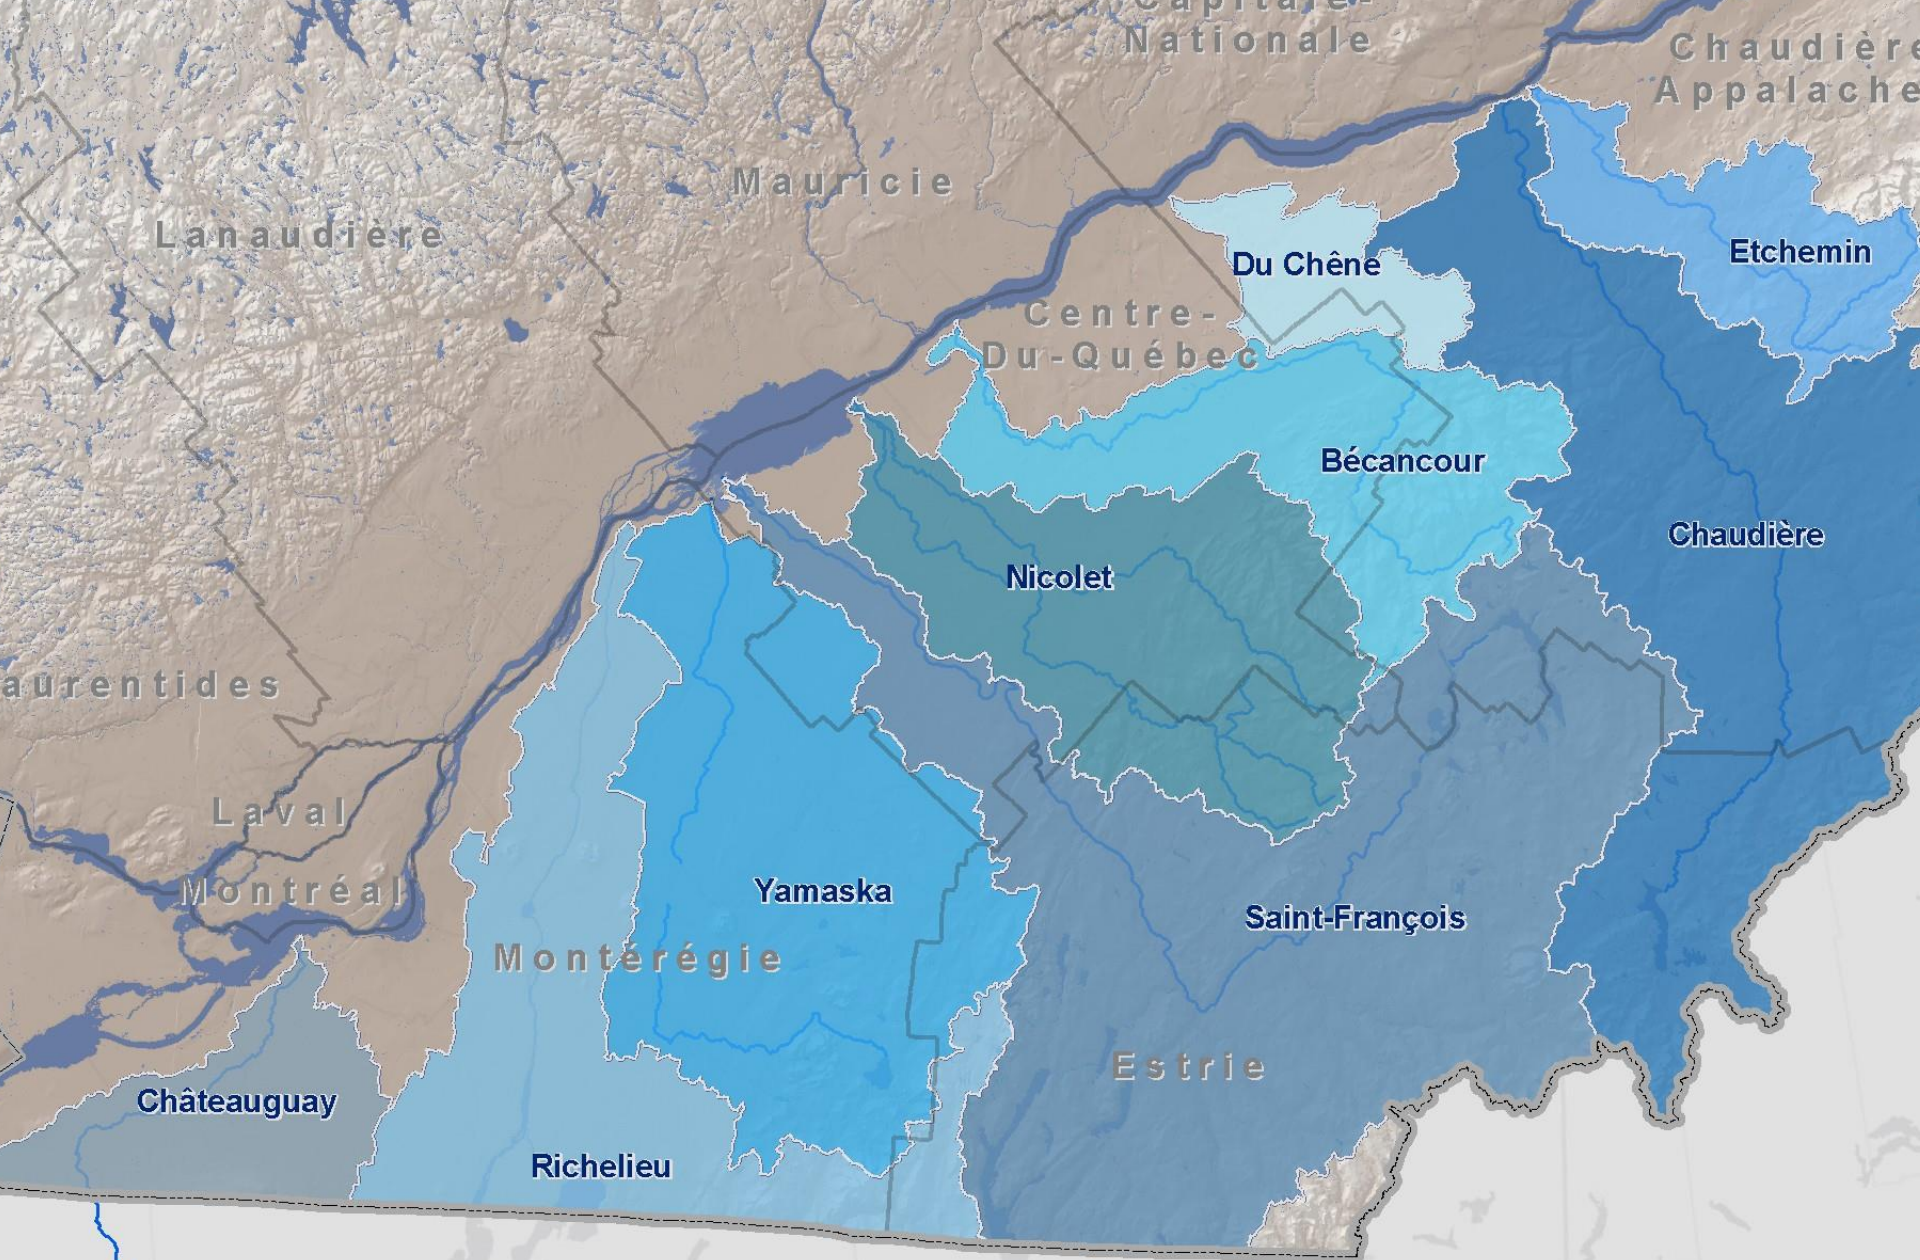 Capitale-
Nationale
Chaudière
Appalache
Mauricie
Lanaudière
Etchemin
Du Chêne
Centre-
Du-Québec
Bécancour
Chaudière
Nicolet
aurentides
Laval
Montréal
Yamaska
Saint-François
Montérégie
Estrie
Châteauguay
Richelieu